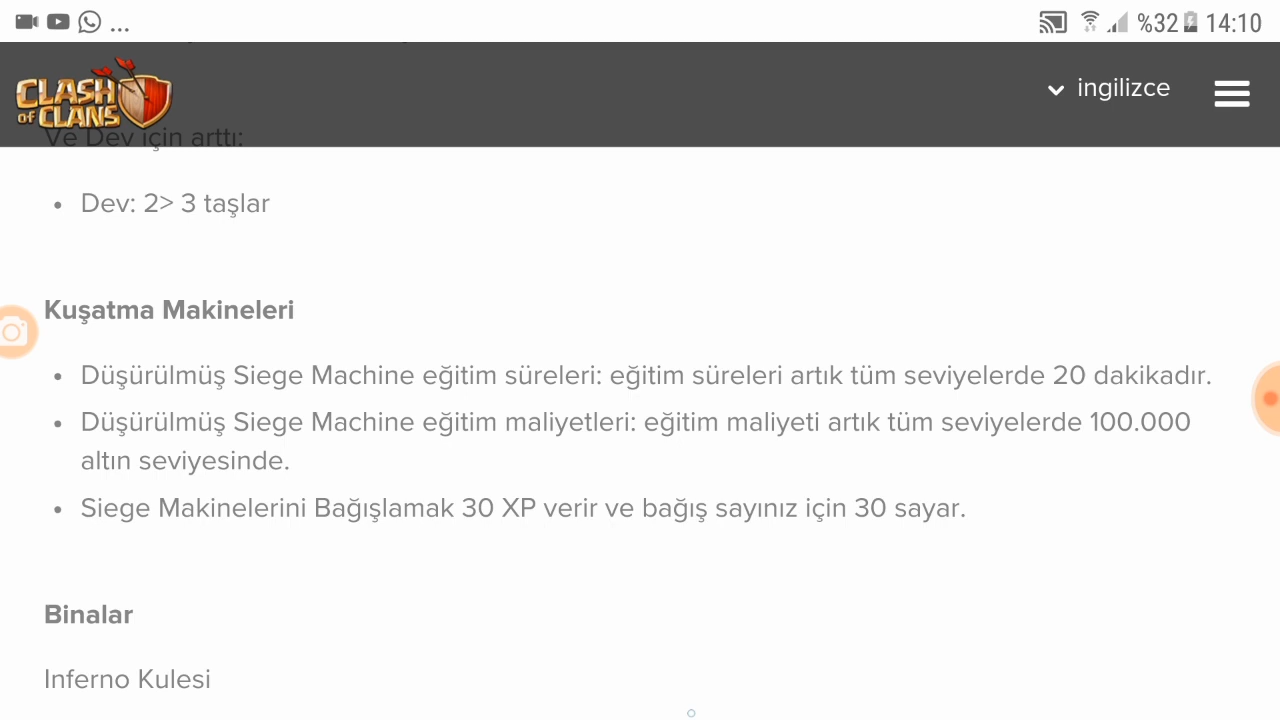 ...
%32
14:10
CLASH
OF CLANS
ingilizce
Ve Dev için arttı:
• Dev: 2> 3 taşlar
Kuşatma Makineleri
• Düşürülmüş Siege Machine eğitim süreleri: eğitim süreleri artık tüm seviyelerde 20 dakikadır.
• Düşürülmüş Siege Machine eğitim maliyetleri: eğitim maliyeti artık tüm seviyelerde 100.000
altın seviyesinde.
• Siege Makinelerini Bağışlamak 30 XP verir ve bağış sayınız için 30 sayar.
Binalar
Inferno Kulesi